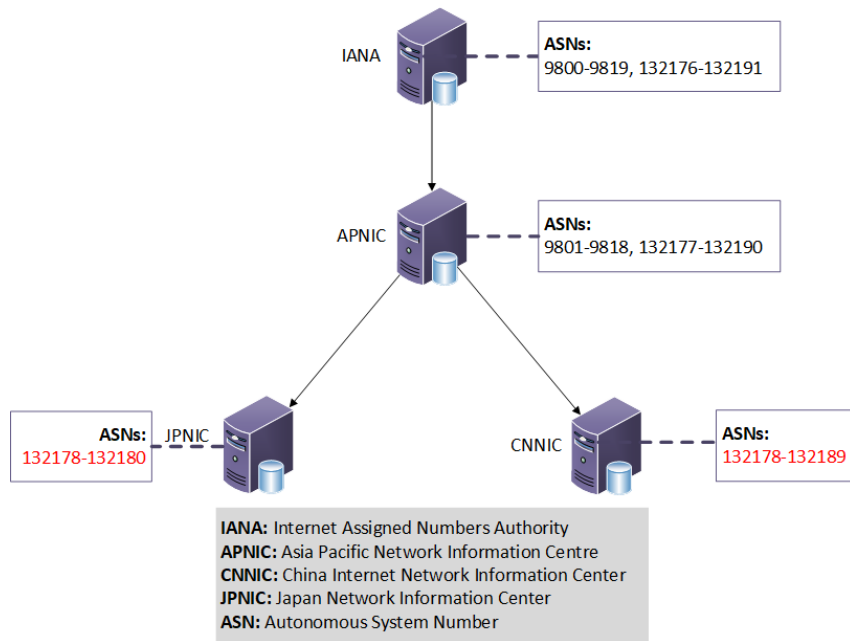 IANA
ASNs:
9800-9819, 132176-132191
APNIC
ASNs:
9801-9818, 132177-132190
ASNs:
132178-132180
JPNIC
CNNIC
ASNs:
132178-132189
IANA: Internet Assigned Numbers Authority
APNIC: Asia Pacific Network Information Centre
CNNIC: China Internet Network Information Center
JPNIC: Japan Network Information Center
ASN: Autonomous System Number